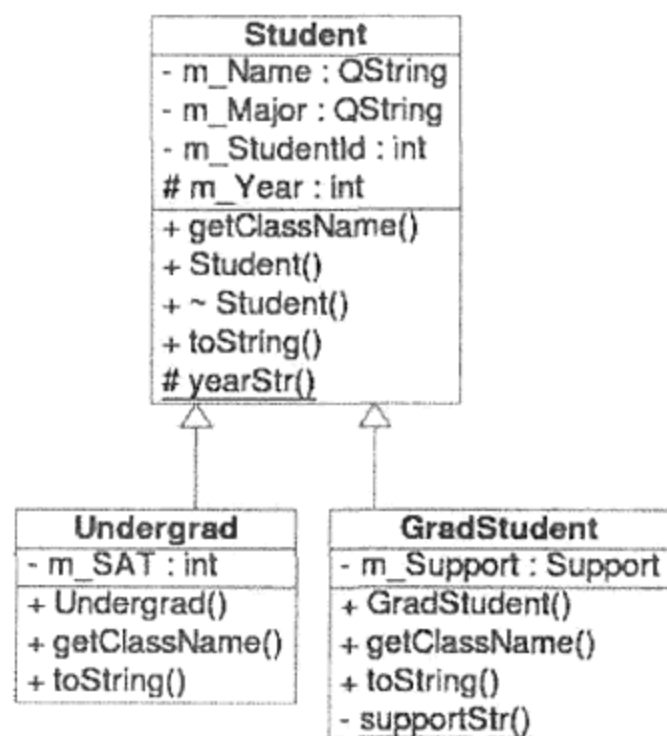 Student
- m_Name : QString
- m_Major : QString
- m_StudentId : int
# m_Year : int
+ getClassName()
+ Student()
+ ~ Student()
+ toString()
# yearStr()
Undergrad
- m_SAT : int
+ Undergrad()
+ getClassName()
+ toString()
GradStudent
- m_Support : Support
+ GradStudent()
+ getClassName()
+ toString()
- supportStr()